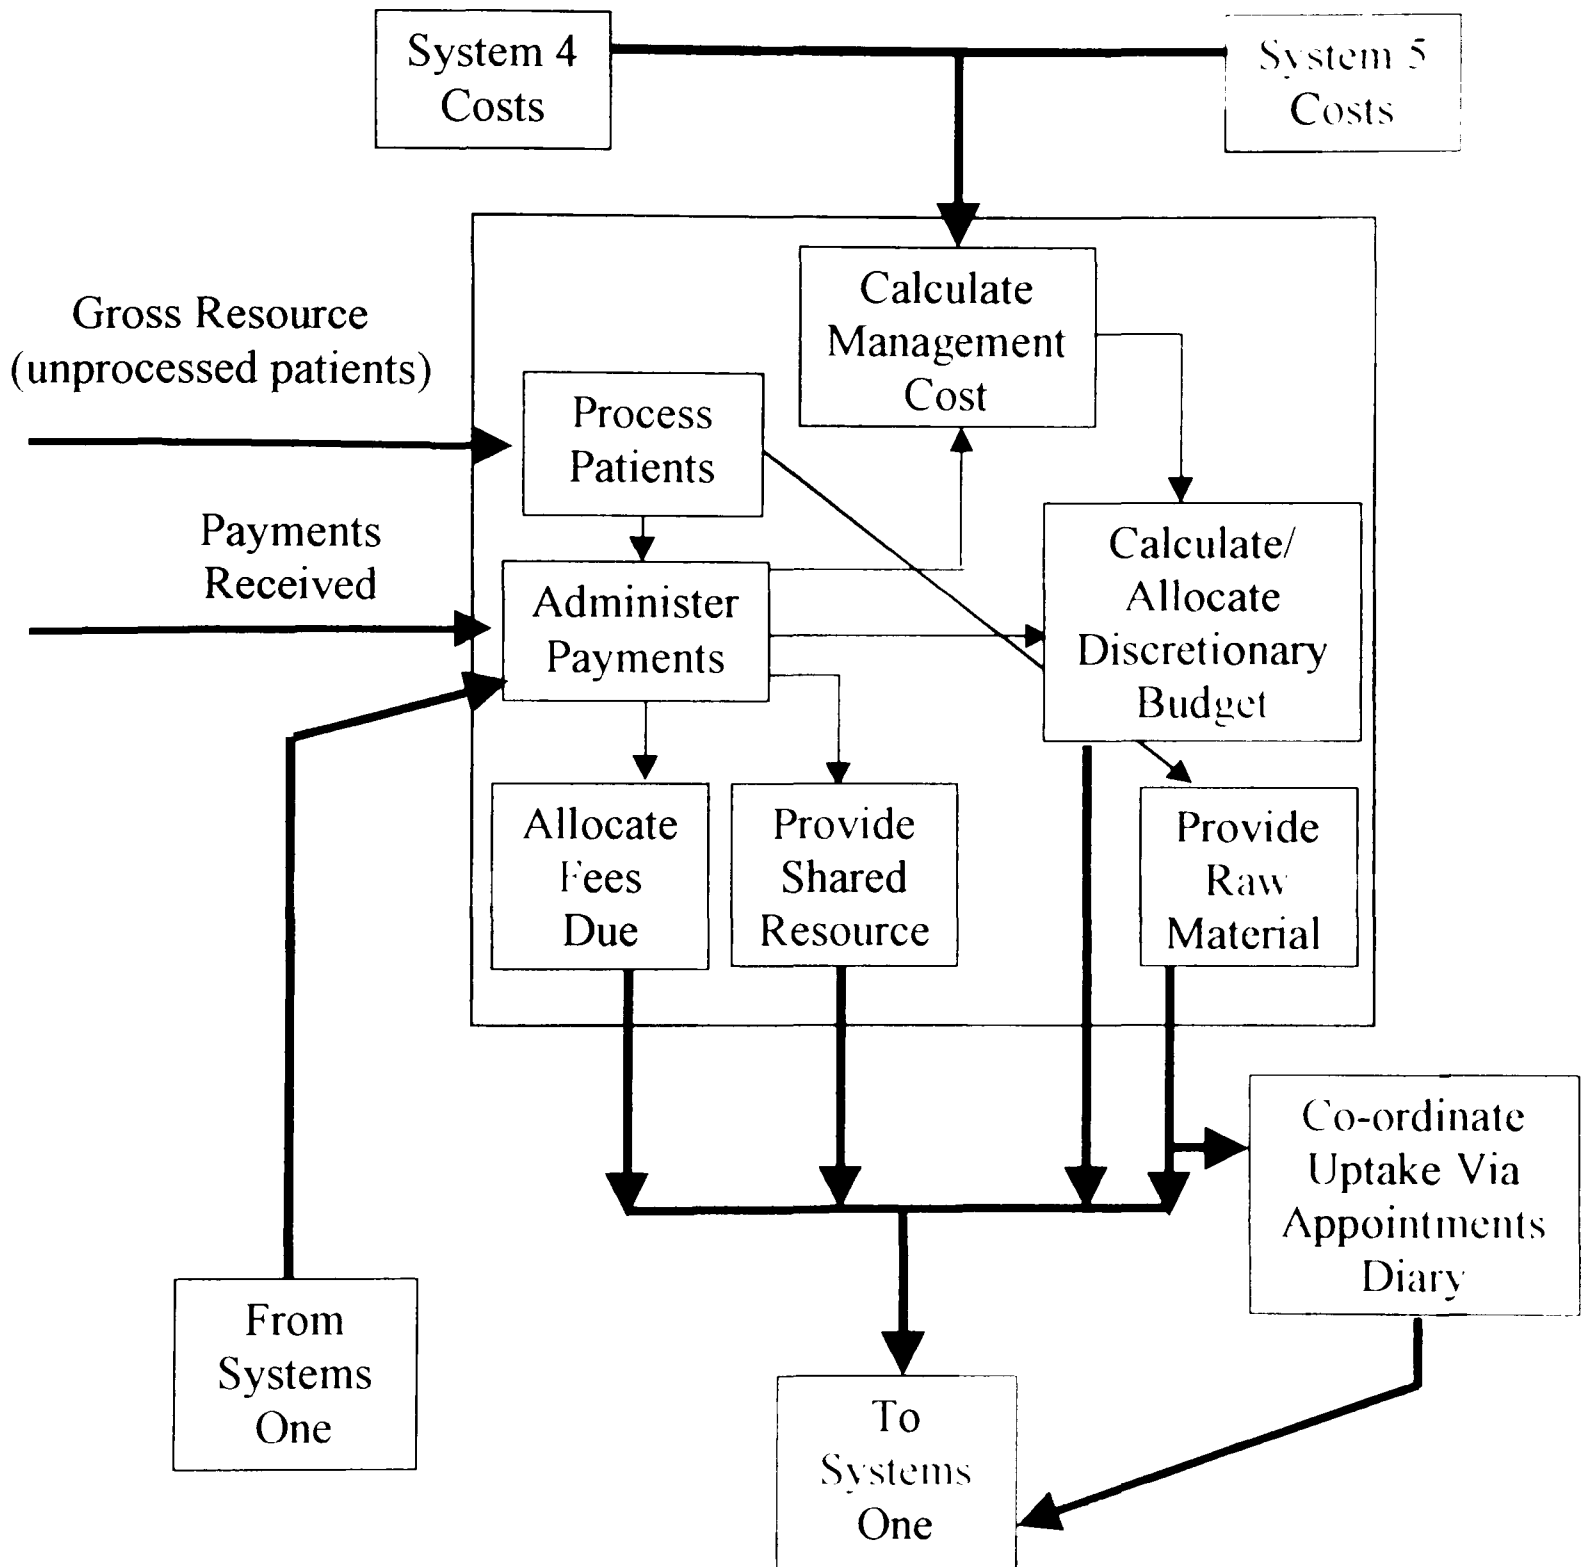 System 4
Costs
System 5
Costs
Gross Resource
(unprocessed patients)
Calculate
Management
Cost
Process
Patients
Payments
Received
Administer
Payments
Calculate/
Allocate
Discretionary
Budget
Allocate
Fees
Due
Provide
Shared
Resource
Provide
Raw
Material
Co-ordinate
Uptake Via
Appointments
Diary
From
Systems
One
To
Systems
One